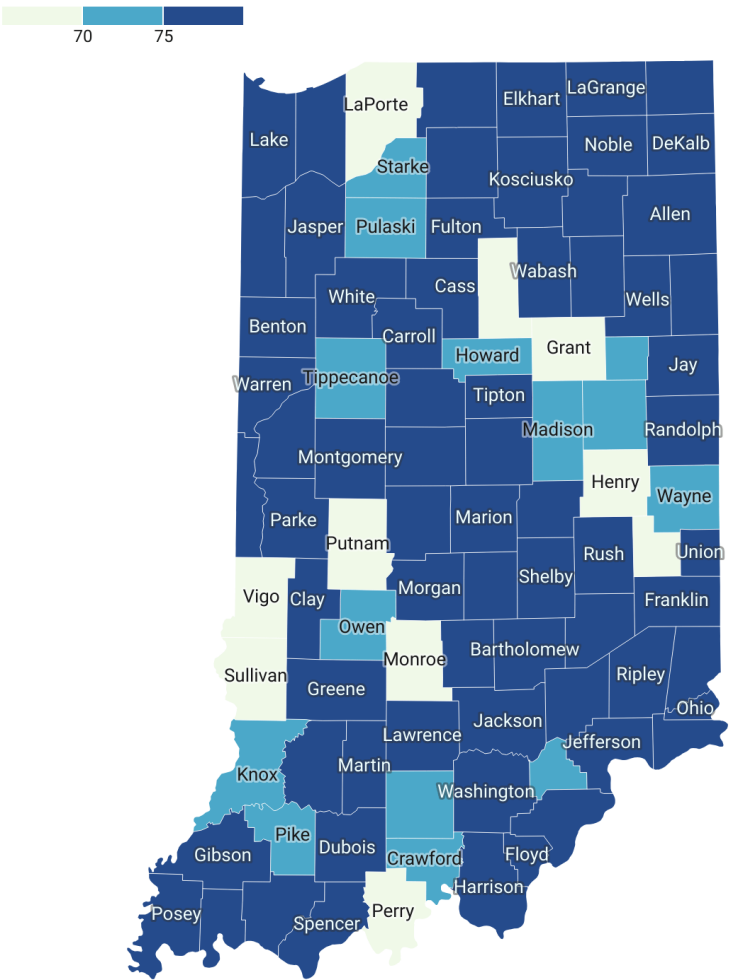 70 75
LaPorte
Elkhart
LaGrange
Lake
Noble
DeKalb
Starke
Kosciusko
Allen
Jasper
Pulaski
Fulton
Wabash
Cass
White
Wells
Benton
Carroll
Grant
Howard
Jay
Tippecanoe
Warren
Tipton
Madison
Randolph
Montgomery
Henry
Wayne
Parke
Marion
Putnam
Rush
Union
Shelby
Morgan
Vigo
Clay
Franklin
Owen
Bartholomew
Monroe
Sullivan
Ripley
Greene
Ohio
Jackson
Lawrence
Jefferson
Martin
Knox
Washington
Pike
Dubois
Gibson
Crawford
Floyd
Harrison
Perry
Posey
Spencer